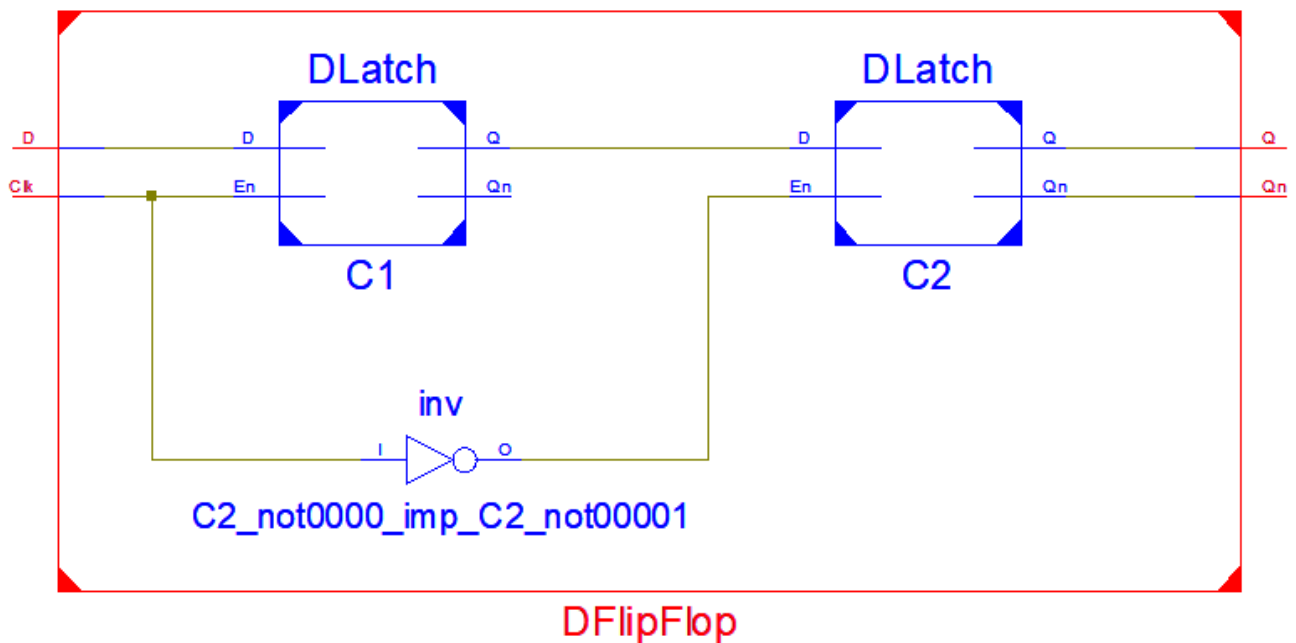 DLatch DLatch
D D Q D Q Q
Clk En Qn En Qn Qn
C1 C2
inv
I O
C2_not0000_imp_C2_not00001
DFlipFlop